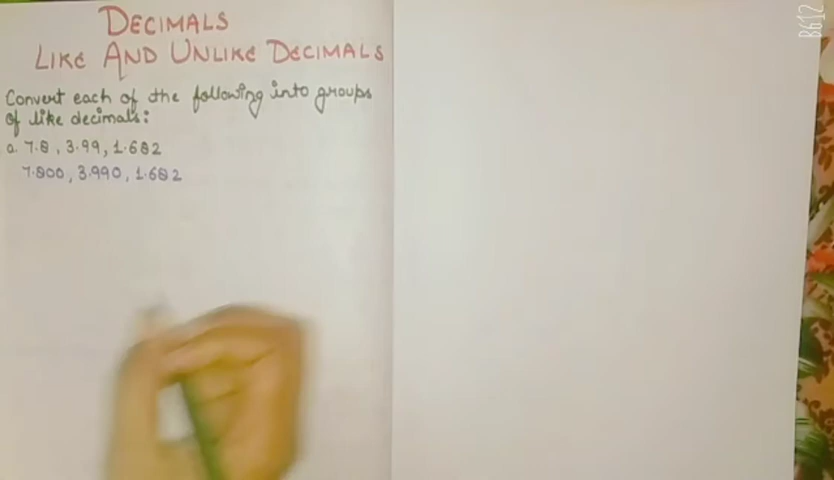 DECIMALS
LIKE AND UNLIKE DECIMALS
Convert each of the following into groups
of like decimals:
a. 7.8, 3.99, 1.682
7.800, 3.990, 1.682
B612